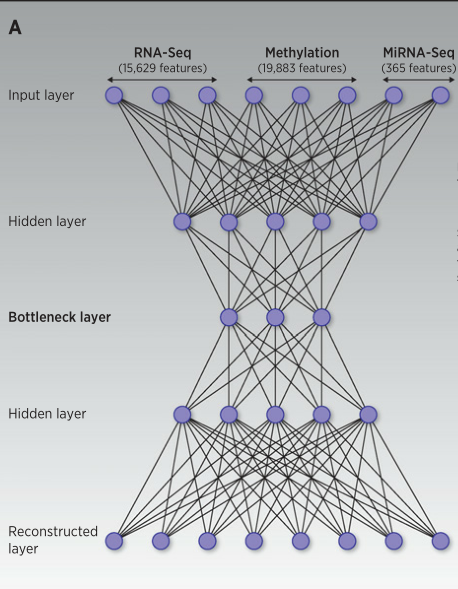 A
RNA-Seq
(15,629 features)
Methylation
(19,883 features)
MiRNA-Seq
(365 features)
Input layer
Hidden layer
Bottleneck layer
Hidden layer
Reconstructed
layer